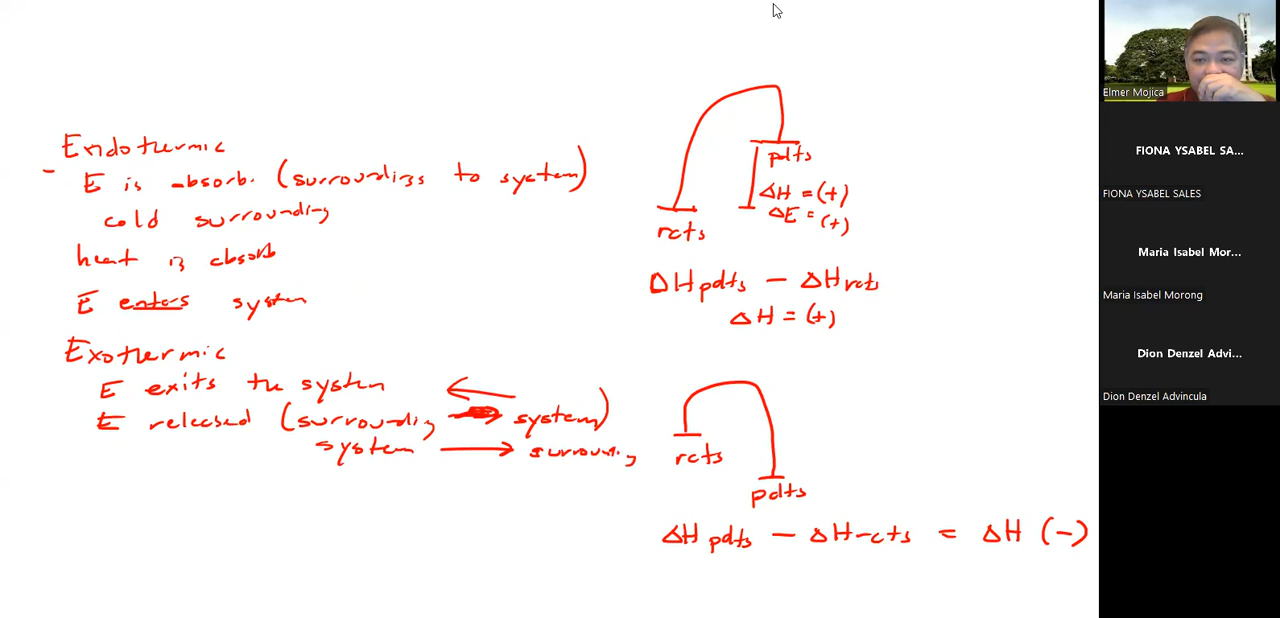 Endothermic
- E is absorb. (surroundings to system)
cold surrounding
heat is absorb
E enters system
Exothermic
E exits the system
E released (surrounding → system)
system → surrounding
pdts
ΔH = (+)
ΔE = (+)
rcts
ΔH pdts - ΔH rcts
ΔH = (+)
rcts
pdts
ΔH pdts - ΔH rcts = ΔH (-)
Elmer Mojica
FIONA YSABEL SA...
FIONA YSABEL SALES
Maria Isabel Mor...
Maria Isabel Morong
Dion Denzel Advi...
Dion Denzel Advincula